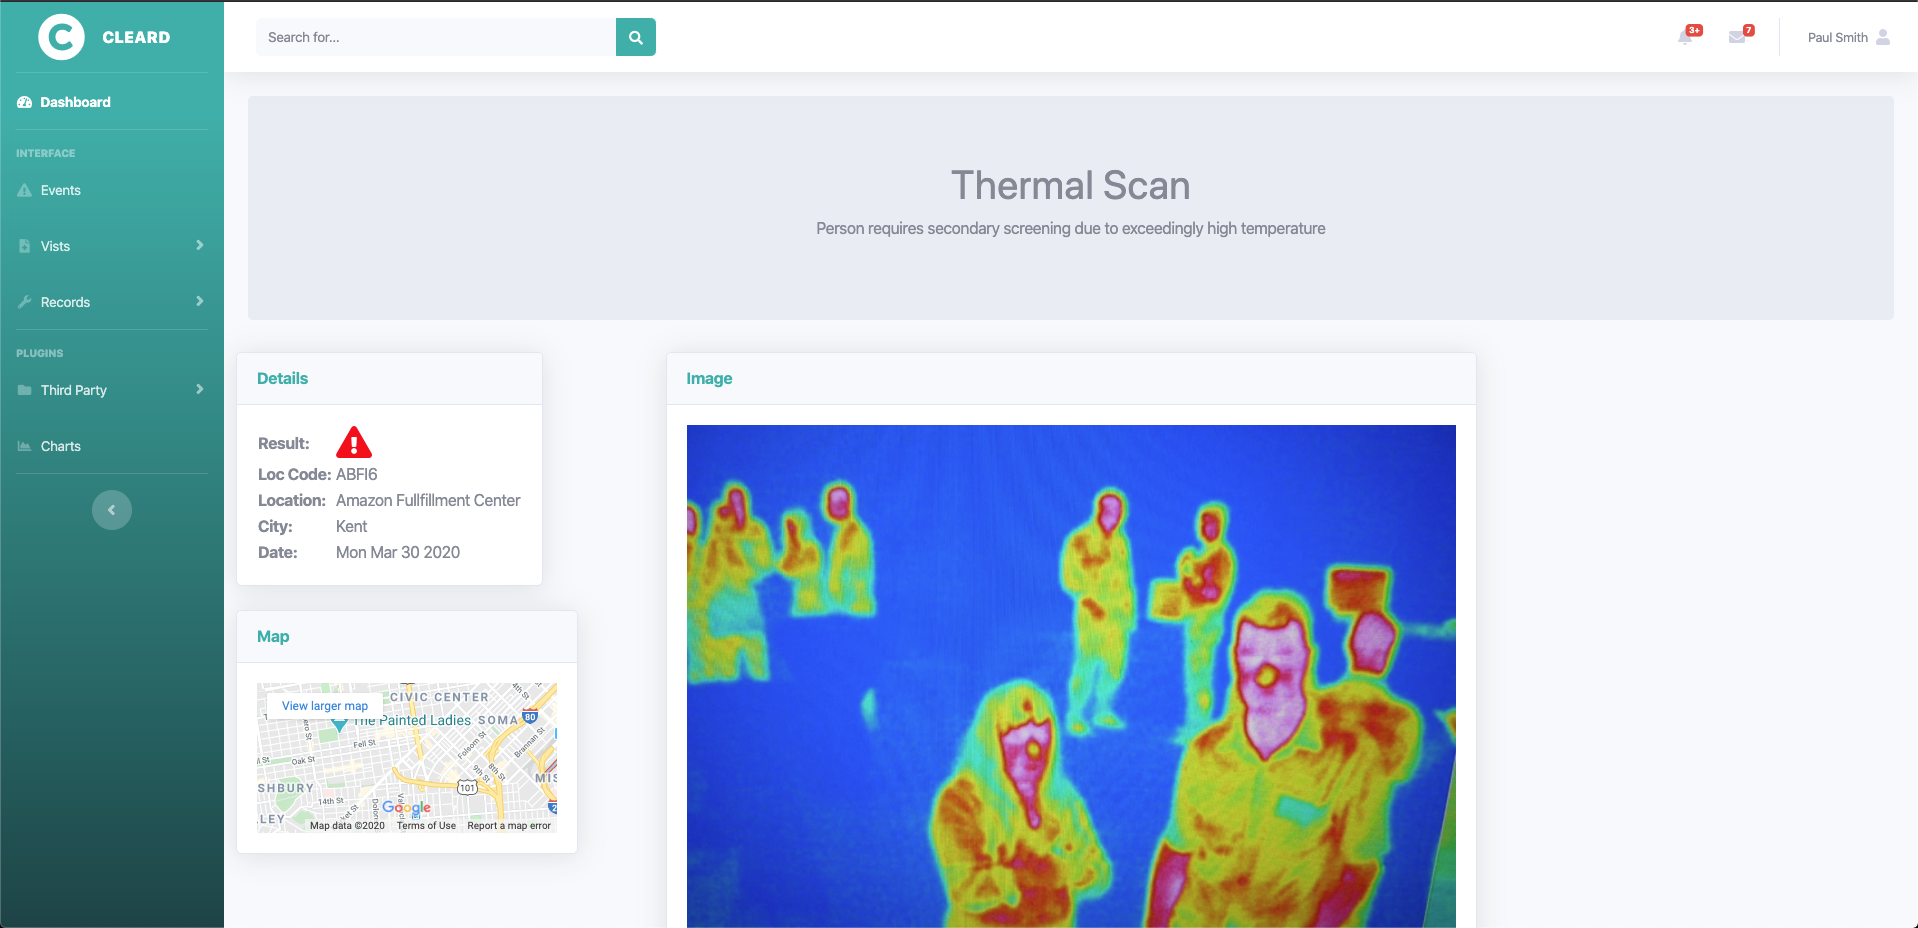 C CLEARD
Search for...
3+
7
Paul Smith
Dashboard
INTERFACE
Events
Vists
Records
PLUGINS
Third Party
Charts
Thermal Scan
Person requires secondary screening due to exceedingly high temperature
Details
Result:
Loc Code: ABFI6
Location: Amazon Fullfillment Center
City: Kent
Date: Mon Mar 30 2020
Map
View larger map
CIVIC CENTER
4th St
The Painted Ladies
SOMA
80
Fell St
Folsom St
Brannan St
Oak St
9th St
8th St
MIS
SHBURY
101
14th St
LEY
Google
Map data ©2020 Terms of Use Report a map error
Image